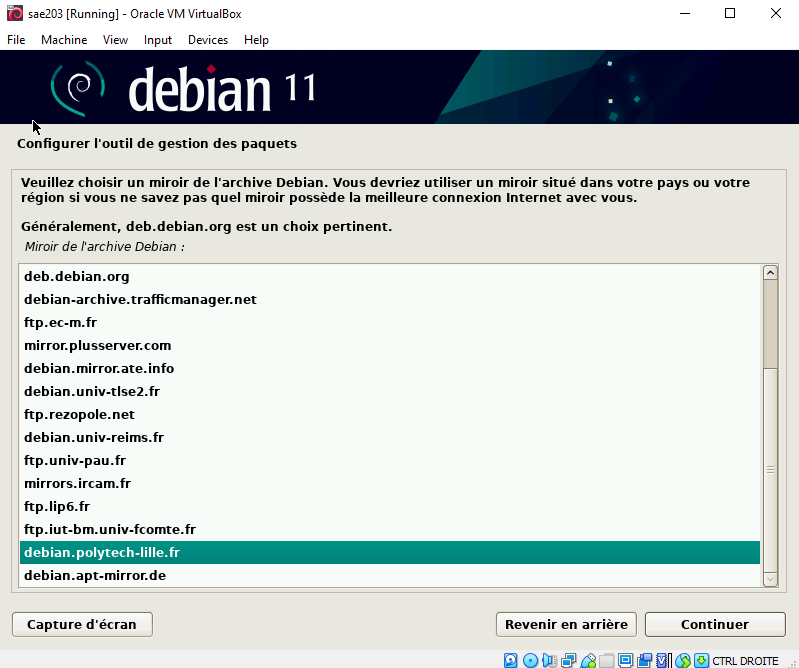 sae203 [Running] - Oracle VM VirtualBox
File Machine View Input Devices Help
debian 11
Configurer l'outil de gestion des paquets
Veuillez choisir un miroir de l'archive Debian. Vous devriez utiliser un miroir situé dans votre pays ou votre
région si vous ne savez pas quel miroir possède la meilleure connexion Internet avec vous.
Généralement, deb.debian.org est un choix pertinent.
Miroir de l'archive Debian :
deb.debian.org
debian-archive.trafficmanager.net
ftp.ec-m.fr
mirror.plusserver.com
debian.mirror.ate.info
debian.univ-tlse2.fr
ftp.rezopole.net
debian.univ-reims.fr
ftp.univ-pau.fr
mirrors.ircam.fr
ftp.lip6.fr
ftp.iut-bm.univ-fcomte.fr
debian.polytech-lille.fr
debian.apt-mirror.de
Capture d'écran Revenir en arrière Continuer
CTRL DROITE